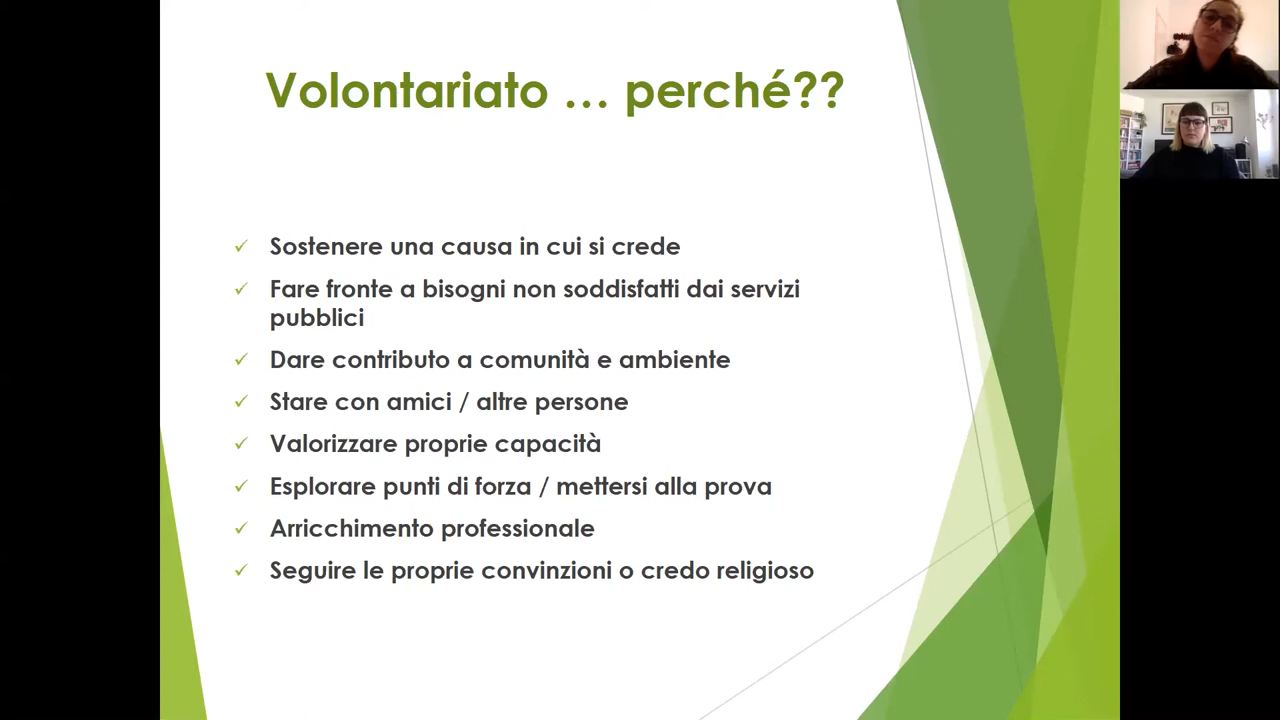 Volontariato … perché??
✓ Sostenere una causa in cui si crede
✓ Fare fronte a bisogni non soddisfatti dai servizi
pubblici
✓ Dare contributo a comunità e ambiente
✓ Stare con amici / altre persone
✓ Valorizzare proprie capacità
✓ Esplorare punti di forza / mettersi alla prova
✓ Arricchimento professionale
✓ Seguire le proprie convinzioni o credo religioso